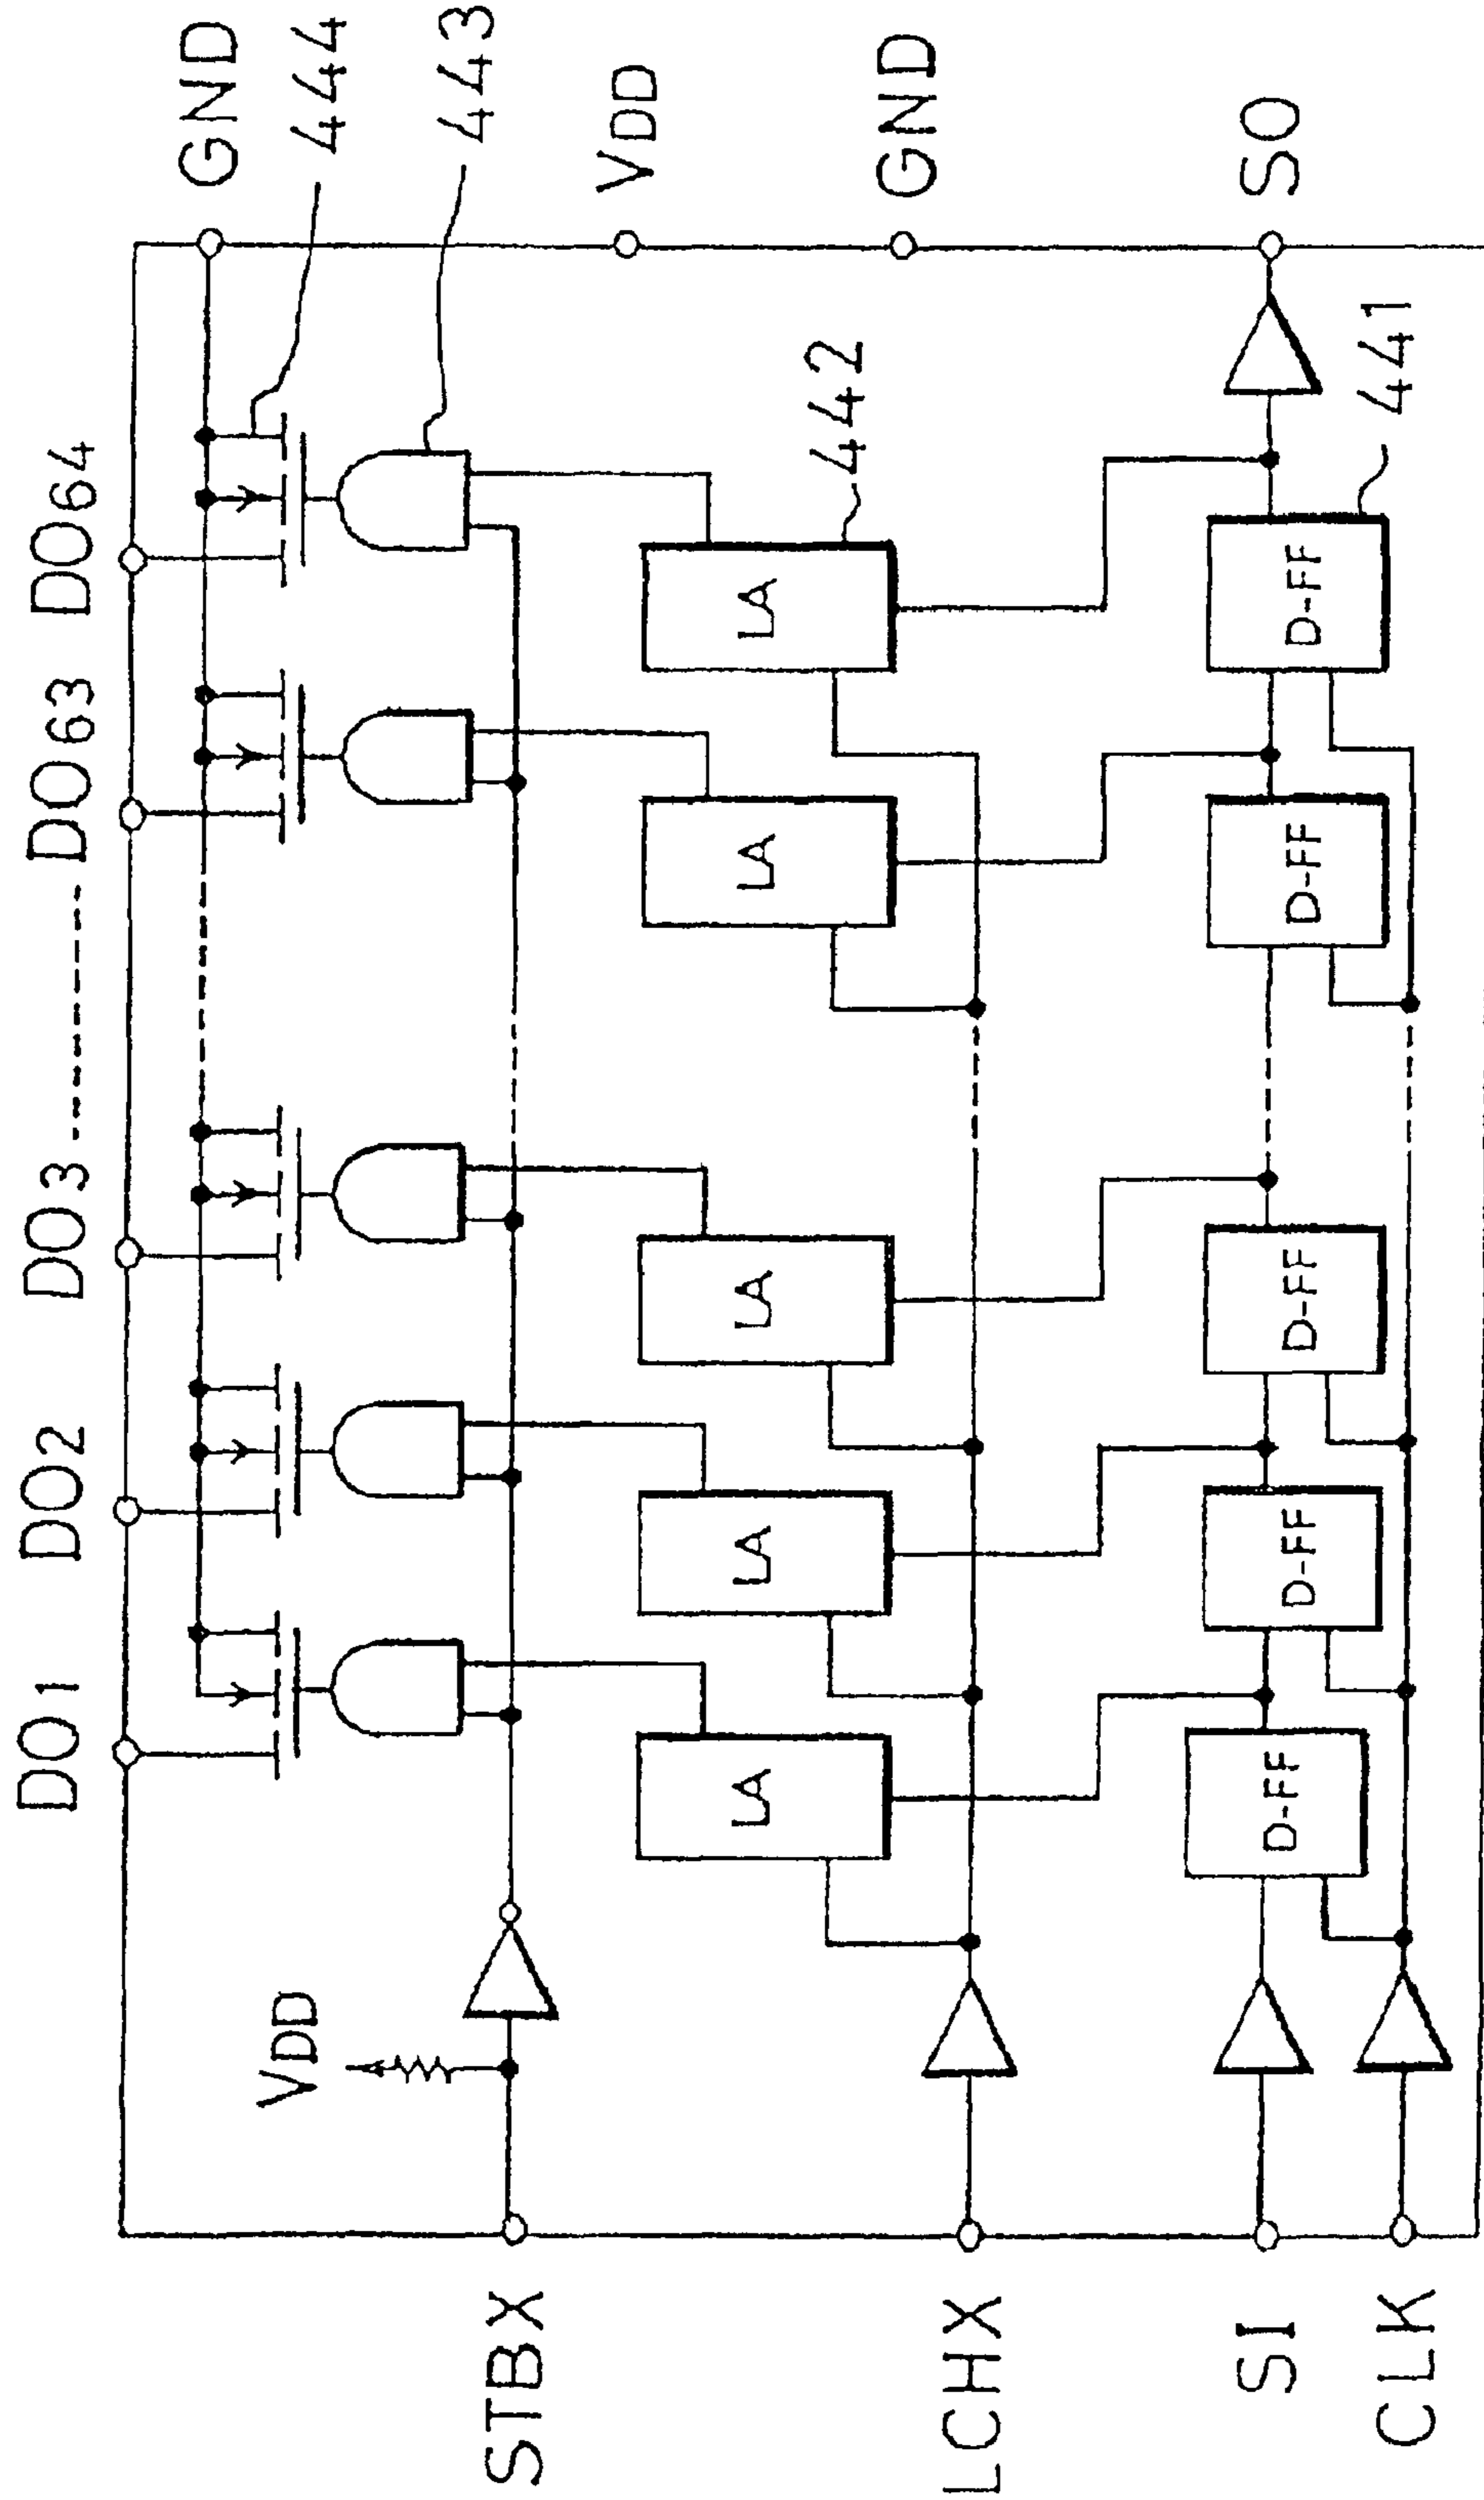 DO1 DO2 DO3 DO63 DO64
GND
444
443
VDD
VDD
STBX
GND
442
LA LA LA LA LA
LCHX
SO
441
D-FF D-FF D-FF D-FF D-FF
SI
CLK